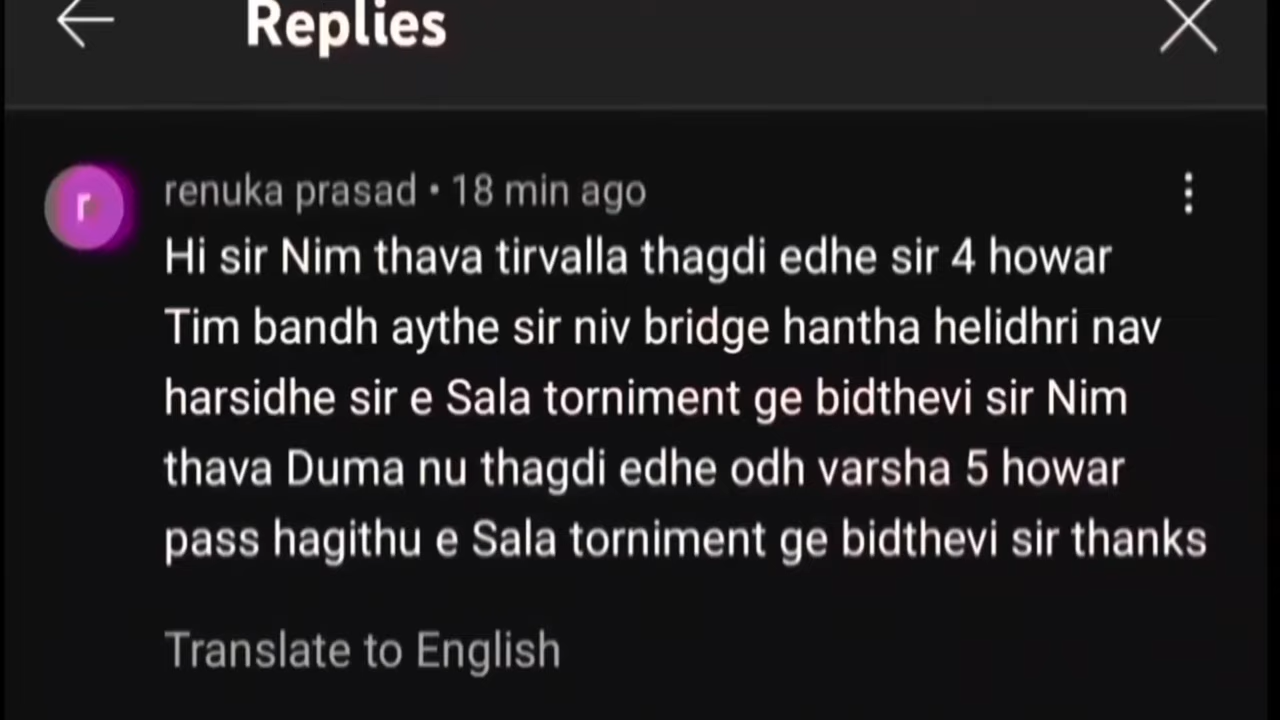 Replies
r
renuka prasad • 18 min ago
Hi sir Nim thava tirvalla thagdi edhe sir 4 howar
Tim bandh aythe sir niv bridge hantha helidhri nav
harsidhe sir e Sala torniment ge bidthevi sir Nim
thava Duma nu thagdi edhe odh varsha 5 howar
pass hagithu e Sala torniment ge bidthevi sir thanks
Translate to English